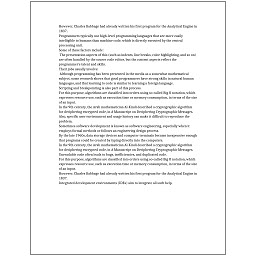 However, Charles Babbage had already written his first program for the Analytical Engine in
1837.
Programmers typically use high-level programming languages that are more easily
intelligible to humans than machine code, which is directly executed by the central
processing unit.
Some of these factors include:
The presentation aspects of this (such as indents, line breaks, color highlighting, and so on)
are often handled by the source code editor, but the content aspects reflect the
programmer's talent and skills.
Their jobs usually involve:
Although programming has been presented in the media as a somewhat mathematical
subject, some research shows that good programmers have strong skills in natural human
languages, and that learning to code is similar to learning a foreign language.
Scripting and breakpointing is also part of this process.
For this purpose, algorithms are classified into orders using so-called Big O notation, which
expresses resource use, such as execution time or memory consumption, in terms of the size
of an input.
In the 9th century, the Arab mathematician Al-Kindi described a cryptographic algorithm
for deciphering encrypted code, in A Manuscript on Deciphering Cryptographic Messages.
Also, specific user environment and usage history can make it difficult to reproduce the
problem.
Sometimes software development is known as software engineering, especially when it
employs formal methods or follows an engineering design process.
By the late 1960s, data storage devices and computer terminals became inexpensive enough
that programs could be created by typing directly into the computers.
In the 9th century, the Arab mathematician Al-Kindi described a cryptographic algorithm
for deciphering encrypted code, in A Manuscript on Deciphering Cryptographic Messages.
Unreadable code often leads to bugs, inefficiencies, and duplicated code.
For this purpose, algorithms are classified into orders using so-called Big O notation, which
expresses resource use, such as execution time or memory consumption, in terms of the size
of an input.
However, Charles Babbage had already written his first program for the Analytical Engine in
1837.
Integrated development environments (IDEs) aim to integrate all such help.